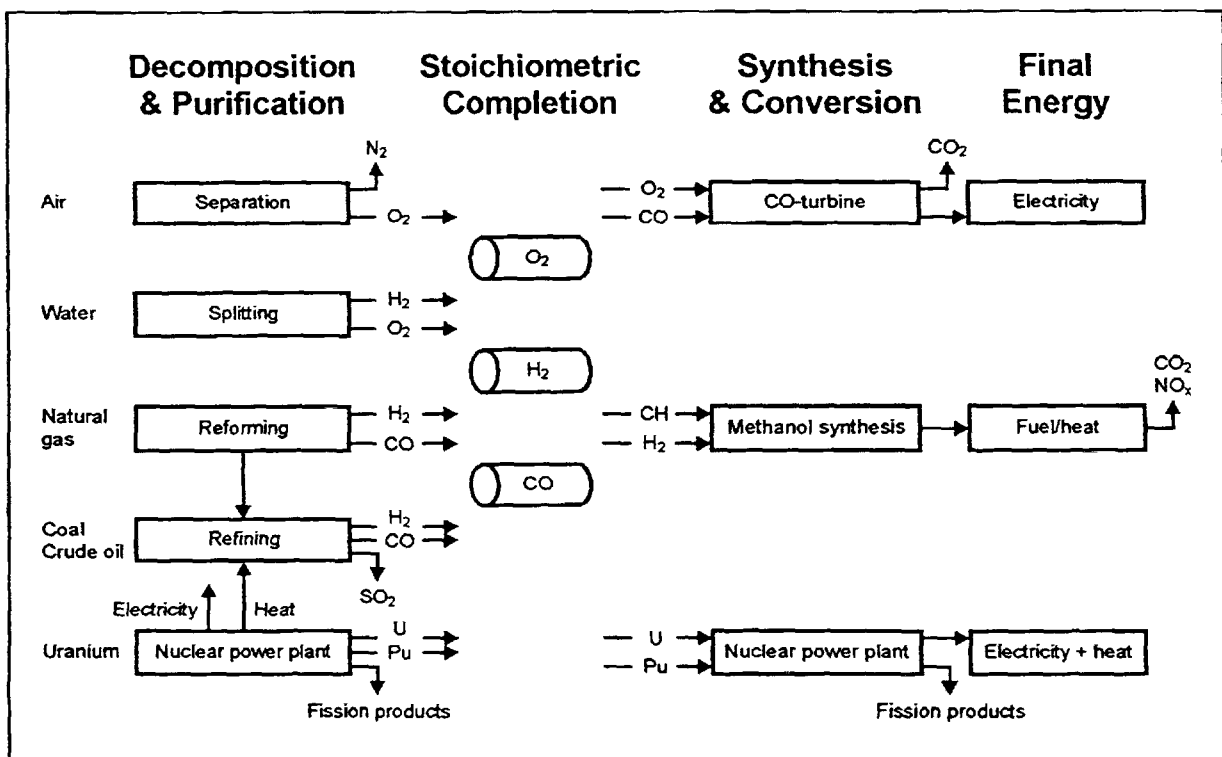 Decomposition
& Purification
Stoichiometric
Completion
Synthesis
& Conversion
Final
Energy
N₂
CO₂
Air
Separation
O₂
O₂
CO
CO-turbine
Electricity
O₂
Water
Splitting
H₂
O₂
H₂
CO₂
NOₓ
Natural
gas
Reforming
H₂
CO
CH
H₂
Methanol synthesis
Fuel/heat
CO
Coal
Crude oil
Refining
H₂
CO
SO₂
Electricity
Heat
Uranium
Nuclear power plant
U
Pu
U
Pu
Nuclear power plant
Electricity + heat
Fission products
Fission products